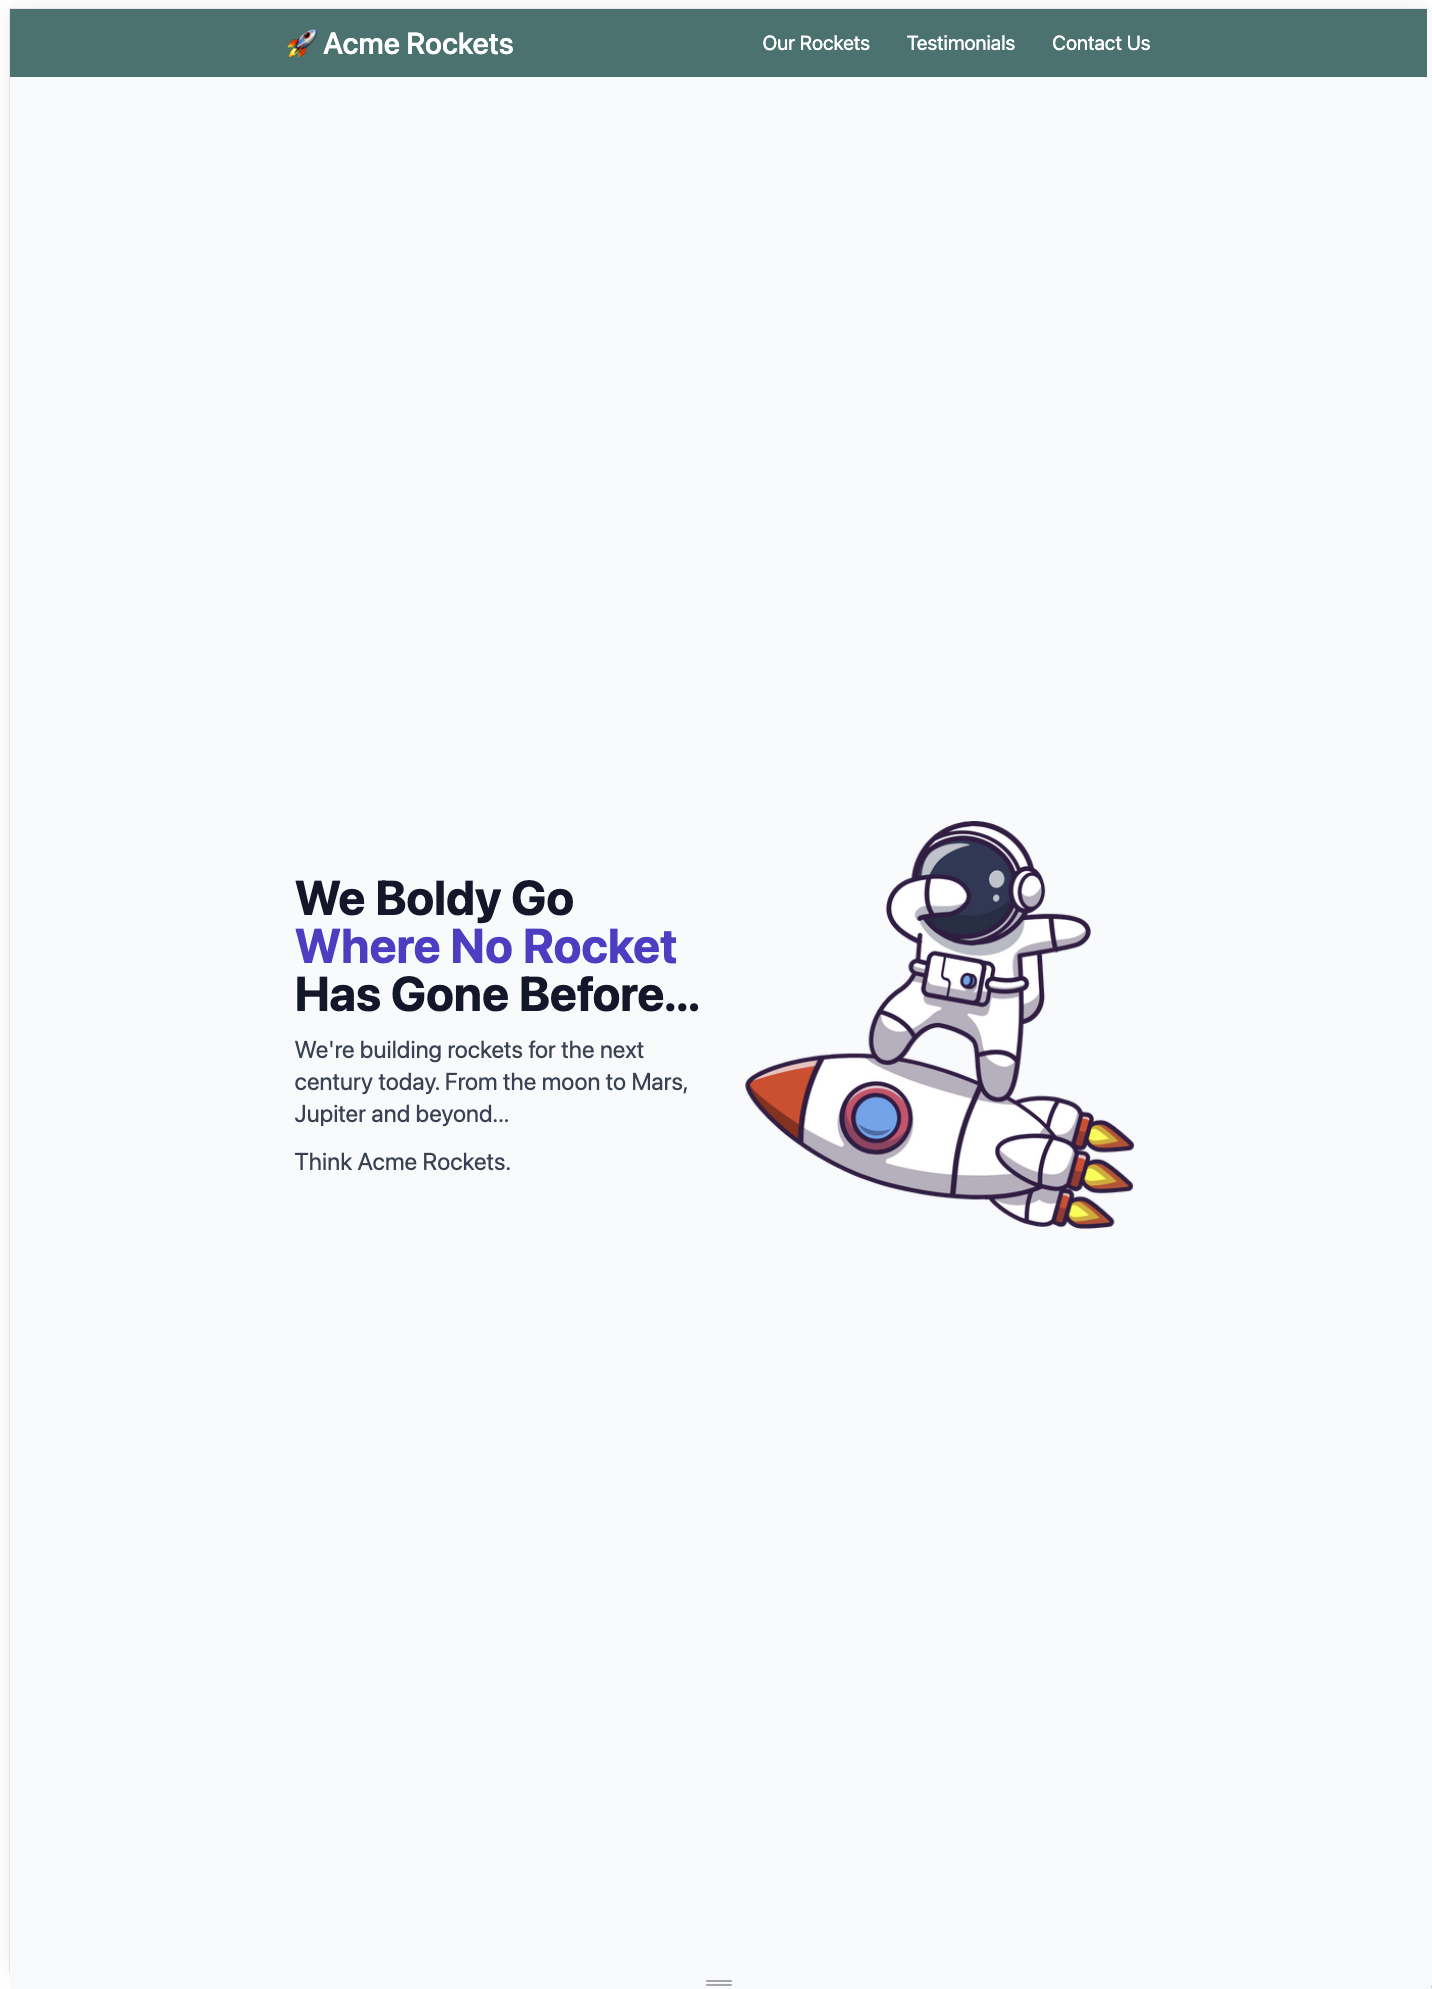 🚀 Acme Rockets
Our Rockets Testimonials Contact Us
We Boldy Go
Where No Rocket
Has Gone Before...
We're building rockets for the next
century today. From the moon to Mars,
Jupiter and beyond...
Think Acme Rockets.